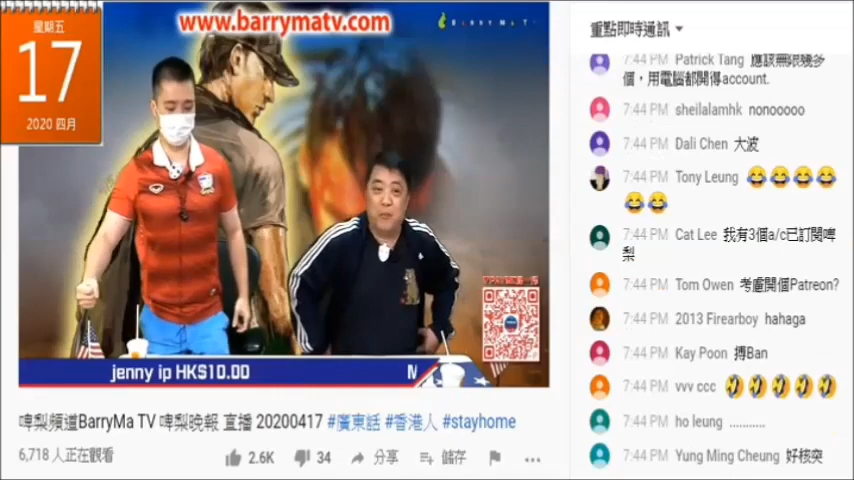 星期五
17
2020 四月
www.barrymatv.com
BARRYMATV
jenny ip HK$10.00
M
啤梨頻道BarryMa TV 啤梨晚報 直播 20200417 #廣東話 #香港人 #stayhome
6,718 人正在觀看
2.6K
34
分享
儲存
重點即時通訊
7:44 PM Patrick Tang 應該無限幾多
個，用電腦都開得account.
7:44 PM sheilalamhk nonooooo
7:44 PM Dali Chen 大波
7:44 PM Tony Leung 😂😂😂😂
😂😂
7:44 PM Cat Lee 我有3個a/c已訂閱啤
梨
7:44 PM Tom Owen 考慮開個Patreon?
7:44 PM 2013 Firearboy hahaga
7:44 PM Kay Poon 搏Ban
7:44 PM vvv ccc 🤣🤣🤣🤣🤣
7:44 PM ho leung ...........
7:44 PM Yung Ming Cheung 好核突